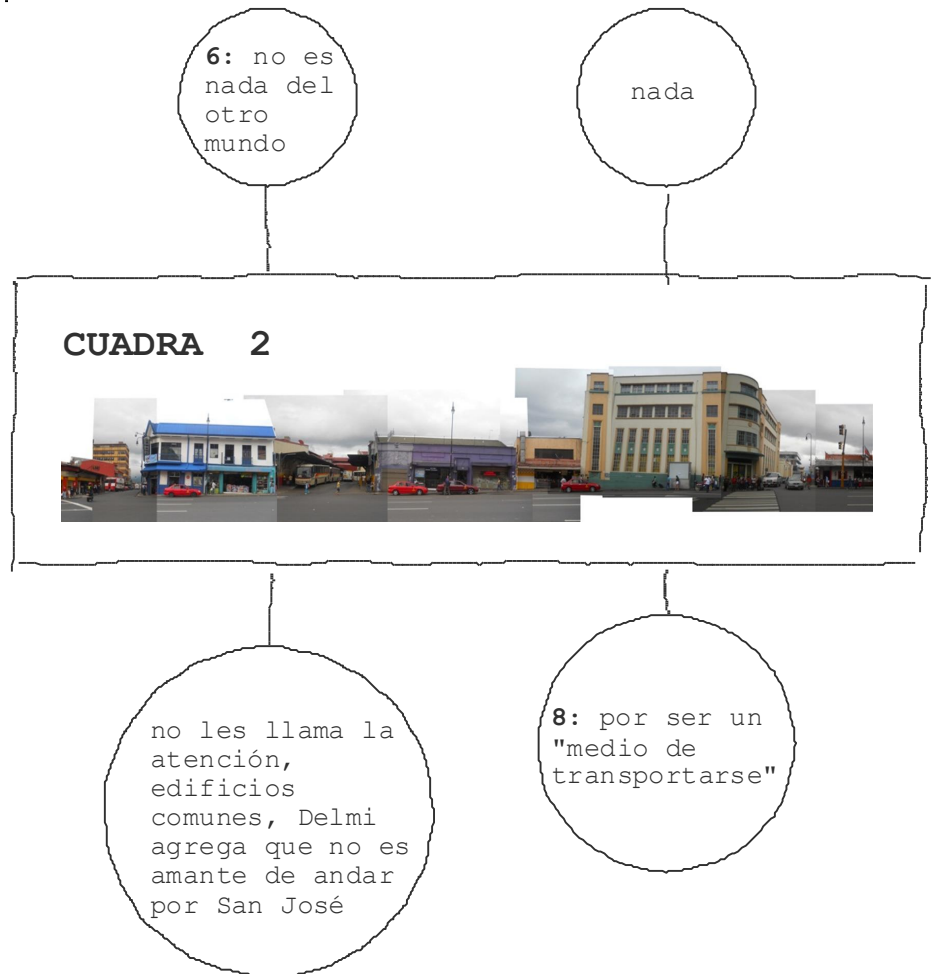 6: no es
nada del
otro
mundo
nada
CUADRA 2
no les llama la
atención,
edificios
comunes, Delmi
agrega que no es
amante de andar
por San José
8: por ser un
"medio de
transportarse"